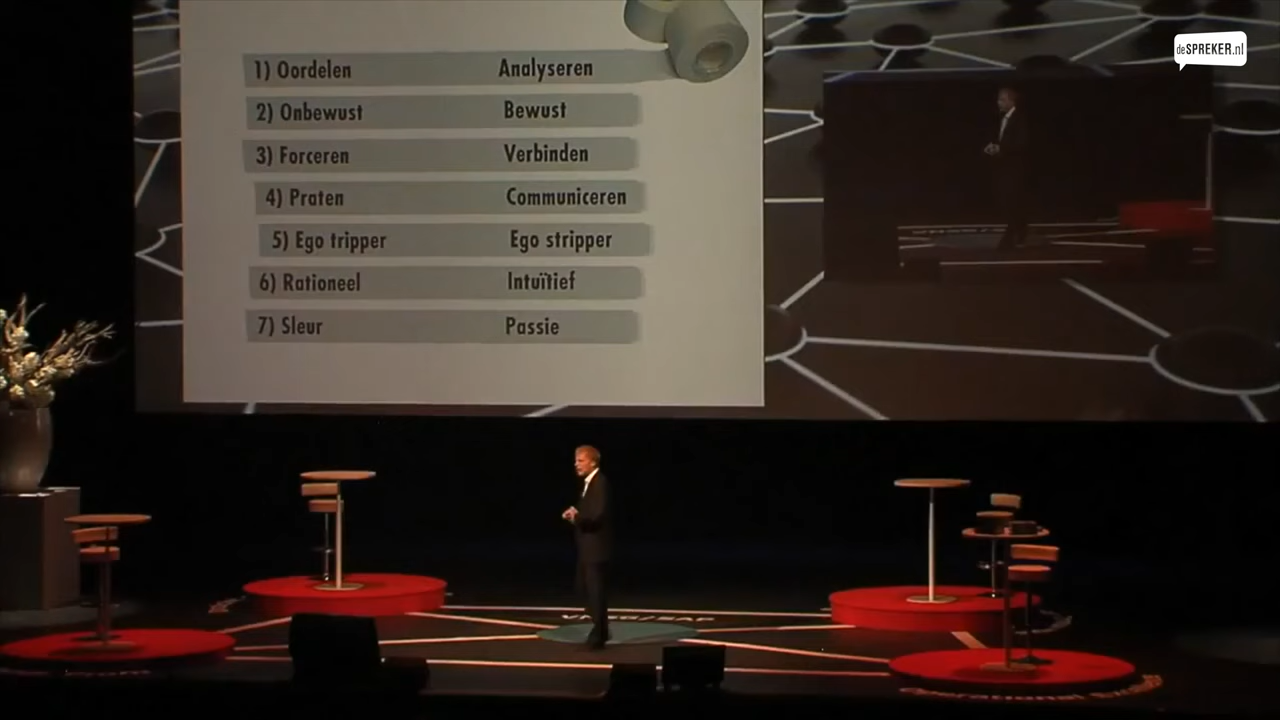 deSPREKER.nl
1) Oordelen Analyseren
2) Onbewust Bewust
3) Forceren Verbinden
4) Praten Communiceren
5) Ego tripper Ego stripper
6) Rationeel Intuïtief
7) Sleur Passie